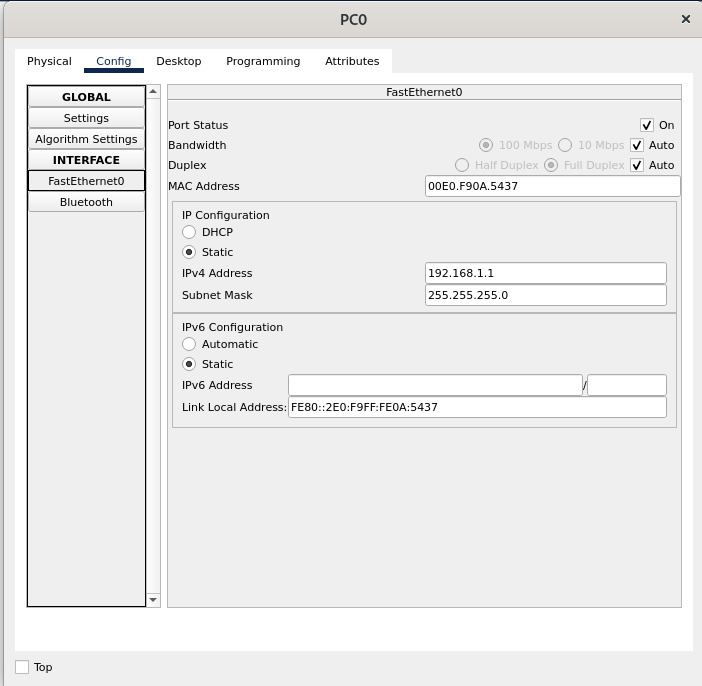 PC0
Physical Config Desktop Programming Attributes
GLOBAL
Settings
Algorithm Settings
INTERFACE
FastEthernet0
Bluetooth
FastEthernet0
Port Status On
Bandwidth 100 Mbps 10 Mbps Auto
Duplex Half Duplex Full Duplex Auto
MAC Address 00E0.F90A.5437
IP Configuration
DHCP
Static
IPv4 Address 192.168.1.1
Subnet Mask 255.255.255.0
IPv6 Configuration
Automatic
Static
IPv6 Address /
Link Local Address: FE80::2E0:F9FF:FE0A:5437
Top